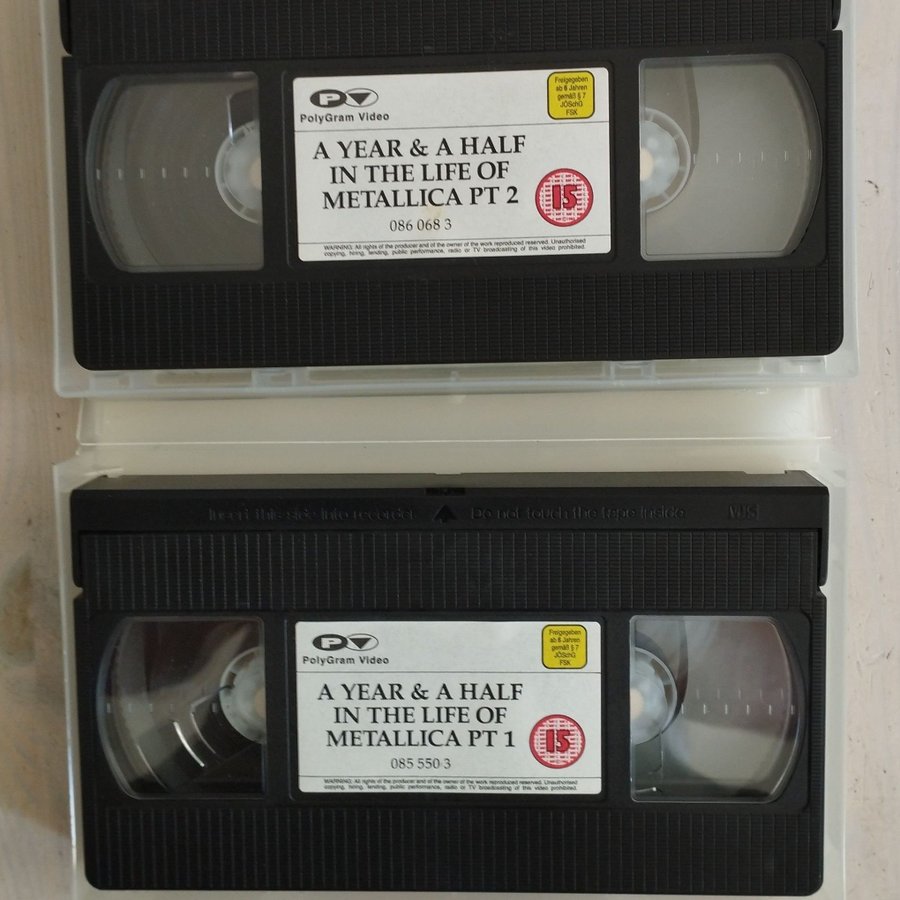 PV
PolyGram Video
Freigegeben
ab 6 Jahren
gemäß § 7
JÖSchG
FSK
A YEAR & A HALF
IN THE LIFE OF
METALLICA PT 2
15
086 068 3
WARNING: All rights of the producer and of the owner of the work reproduced reserved. Unauthorised
copying, hiring, lending, public performance, radio or TV broadcasting of this video prohibited.
Insert this side into recorder Do not touch the tape inside VHS
PV
PolyGram Video
Freigegeben
ab 6 Jahren
gemäß § 7
JÖSchG
FSK
A YEAR & A HALF
IN THE LIFE OF
METALLICA PT 1
15
085 550 3
WARNING: All rights of the producer and of the owner of the work reproduced reserved. Unauthorised
copying, hiring, lending, public performance, radio or TV broadcasting of this video prohibited.